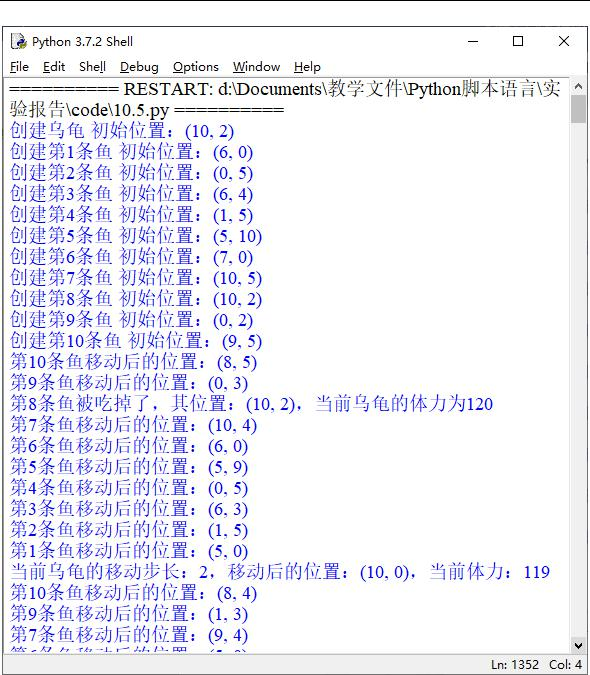 Python 3.7.2 Shell
File Edit Shell Debug Options Window Help
========== RESTART: d:\Documents\教学文件\Python脚本语言\实
验报告\code\10.5.py ==========
创建乌龟 初始位置：(10, 2)
创建第1条鱼 初始位置：(6, 0)
创建第2条鱼 初始位置：(0, 5)
创建第3条鱼 初始位置：(6, 4)
创建第4条鱼 初始位置：(1, 5)
创建第5条鱼 初始位置：(5, 10)
创建第6条鱼 初始位置：(7, 0)
创建第7条鱼 初始位置：(10, 5)
创建第8条鱼 初始位置：(10, 2)
创建第9条鱼 初始位置：(0, 2)
创建第10条鱼 初始位置：(9, 5)
第10条鱼移动后的位置：(8, 5)
第9条鱼移动后的位置：(0, 3)
第8条鱼被吃掉了，其位置：(10, 2)，当前乌龟的体力为120
第7条鱼移动后的位置：(10, 4)
第6条鱼移动后的位置：(6, 0)
第5条鱼移动后的位置：(5, 9)
第4条鱼移动后的位置：(0, 5)
第3条鱼移动后的位置：(6, 3)
第2条鱼移动后的位置：(1, 5)
第1条鱼移动后的位置：(5, 0)
当前乌龟的移动步长：2，移动后的位置：(10, 0)，当前体力：119
第10条鱼移动后的位置：(8, 4)
第9条鱼移动后的位置：(1, 3)
第7条鱼移动后的位置：(9, 4)
Ln: 1352 Col: 4